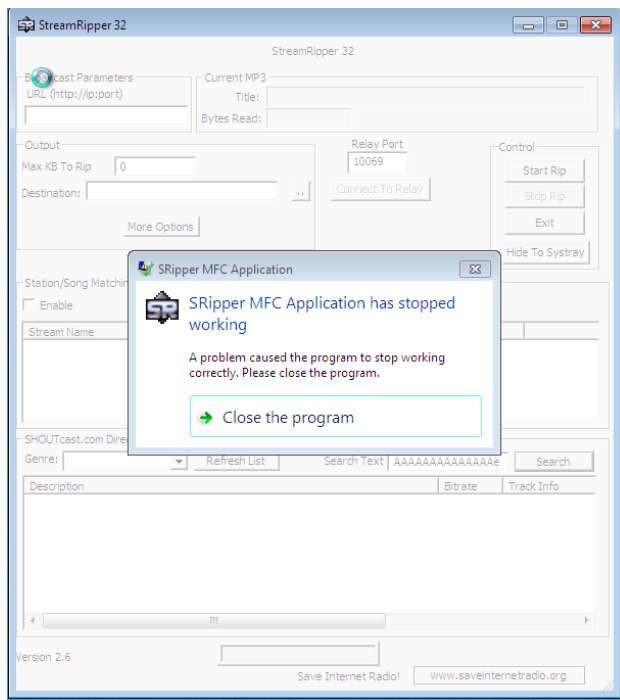 StreamRipper 32
StreamRipper 32
Broadcast Parameters
URL (http://ip:port)
Current MP3
Title:
Bytes Read:
Output
Max KB To Rip 0
Destination: ..
More Options
Relay Port
10069
Connect To Relay
Control
Start Rip
Stop Rip
Exit
Hide To Systray
Station/Song Matchin
Enable
Stream Name
SRipper MFC Application
SR
SRipper MFC Application has stopped
working
A problem caused the program to stop working
correctly. Please close the program.
Close the program
SHOUTcast.com Dire
Genre: Refresh List Search Text Search
Description Bitrate Track Info
Version 2.6
Save Internet Radio! www.saveinternetradio.org